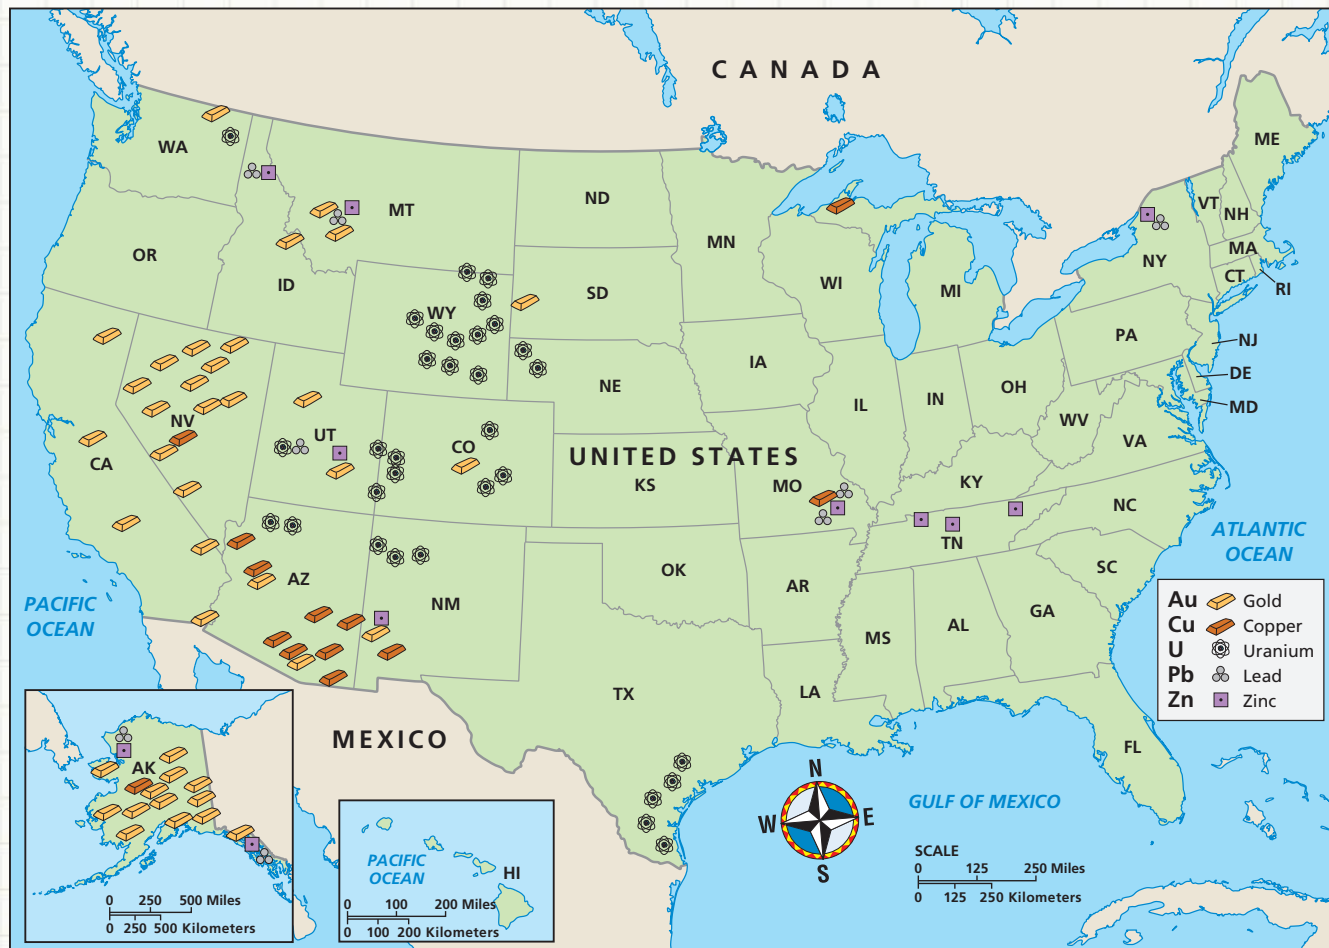 CANADA
WA
MT
ND
MN
ME
VT
NH
MA
NY
CT
RI
OR
ID
WY
SD
WI
MI
PA
NJ
DE
MD
IA
NE
IL
IN
OH
WV
VA
NV
UT
CO
CA
UNITED STATES
KS
MO
KY
NC
TN
AZ
NM
OK
AR
SC
MS
AL
GA
TX
LA
FL
ATLANTIC
OCEAN
PACIFIC
OCEAN
Au Gold
Cu Copper
U Uranium
Pb Lead
Zn Zinc
MEXICO
AK
0 250 500 Miles
0 250 500 Kilometers
PACIFIC
OCEAN
HI
0 100 200 Miles
0 100 200 Kilometers
N
W E
S
GULF OF MEXICO
SCALE
0 125 250 Miles
0 125 250 Kilometers